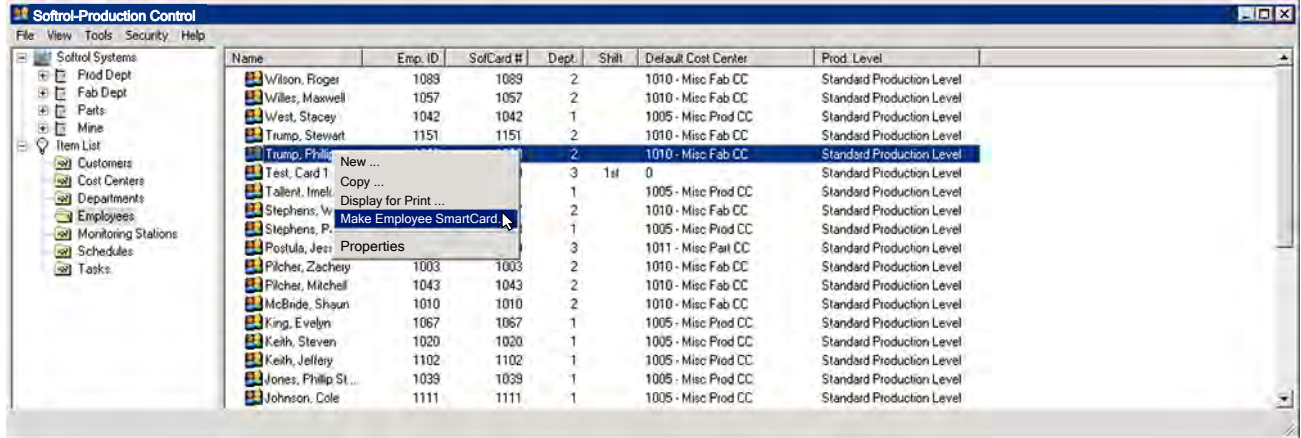 Softrol-Production Control
File View Tools Security Help
Softrol Systems
Prod Dept
Fab Dept
Parts
Mine
Item List
Customers
Cost Centers
Departments
Employees
Monitoring Stations
Schedules
Tasks
Name Emp. ID SofCard # Dept. Shift Default Cost Center Prod. Level
Wilson, Roger 1089 1089 2 1010 - Misc Fab CC Standard Production Level
Willes, Maxwell 1057 1057 2 1010 - Misc Fab CC Standard Production Level
West, Stacey 1042 1042 1 1005 - Misc Prod CC Standard Production Level
Trump, Stewart 1151 1151 2 1010 - Misc Fab CC Standard Production Level
Trump, Phillip 2 1010 - Misc Fab CC Standard Production Level
Test, Card 1 3 1st 0 Standard Production Level
Tallent, Imel 1 1005 - Misc Prod CC Standard Production Level
Stephens, W 2 1010 - Misc Fab CC Standard Production Level
Stephens, P 1 1005 - Misc Prod CC Standard Production Level
Postula, Jes 3 1011 - Misc Part CC Standard Production Level
Pilcher, Zachery 1003 1003 2 1010 - Misc Fab CC Standard Production Level
Pilcher, Mitchell 1043 1043 2 1010 - Misc Fab CC Standard Production Level
McBride, Shaun 1010 1010 2 1010 - Misc Fab CC Standard Production Level
King, Evelyn 1067 1067 1 1005 - Misc Prod CC Standard Production Level
Keith, Steven 1020 1020 1 1005 - Misc Prod CC Standard Production Level
Keith, Jeffery 1102 1102 1 1005 - Misc Prod CC Standard Production Level
Jones, Phillip St... 1039 1039 1 1005 - Misc Prod CC Standard Production Level
Johnson, Cole 1111 1111 1 1005 - Misc Prod CC Standard Production Level
New ...
Copy ...
Display for Print ...
Make Employee SmartCard.
Properties